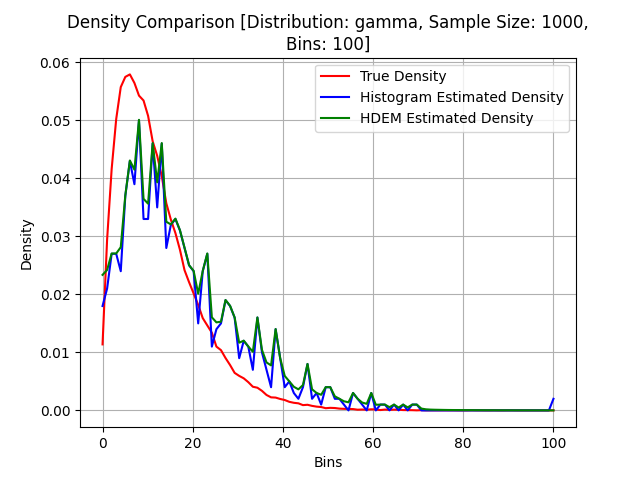 Density Comparison [Distribution: gamma, Sample Size: 1000,
Bins: 100]
True Density
Histogram Estimated Density
HDEM Estimated Density
Density
0.06
0.05
0.04
0.03
0.02
0.01
0.00
0 20 40 60 80 100
Bins